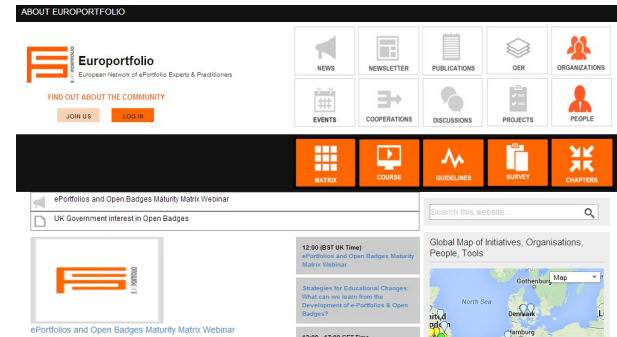 ABOUT EUROPORTFOLIO
EUROPORTFOLIO
Europortfolio
European Network of ePortfolio Experts & Practitioners
FIND OUT ABOUT THE COMMUNITY
JOIN US
LOG IN
NEWS
NEWSLETTER
PUBLICATIONS
OER
ORGANIZATIONS
EVENTS
COOPERATIONS
DISCUSSIONS
PROJECTS
PEOPLE
MATRIX
COURSE
GUIDELINES
SURVEY
CHAPTERS
ePortfolios and Open Badges Maturity Matrix Webinar
UK Government interest in Open Badges
Search this website...
ePortfolios and Open Badges Maturity Matrix Webinar
12:00 (BST UK Time)
ePortfolios and Open Badges Maturity
Matrix Webinar
Strategies for Educational Changes:
What can we learn from the
Development of e-Portfolios & Open
Badges?
Global Map of Initiatives, Organisations,
People, Tools
Map
Gothenburg
North Sea
Denmark
Hamburg